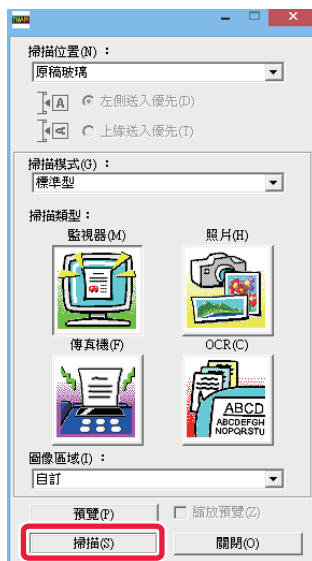 掃描位置(N)：
原稿玻璃
A
左側送入優先(D)
A
上緣送入優先(T)
掃描模式(G)：
標準型
掃描類型：
監視器(M)
照片(H)
傳真機(F)
OCR(C)
ABCD
ABCDEFGH
NOPQRSTU
圖像區域(I)：
自訂
預覽(P)
縮放預覽(Z)
掃描(S)
關閉(O)